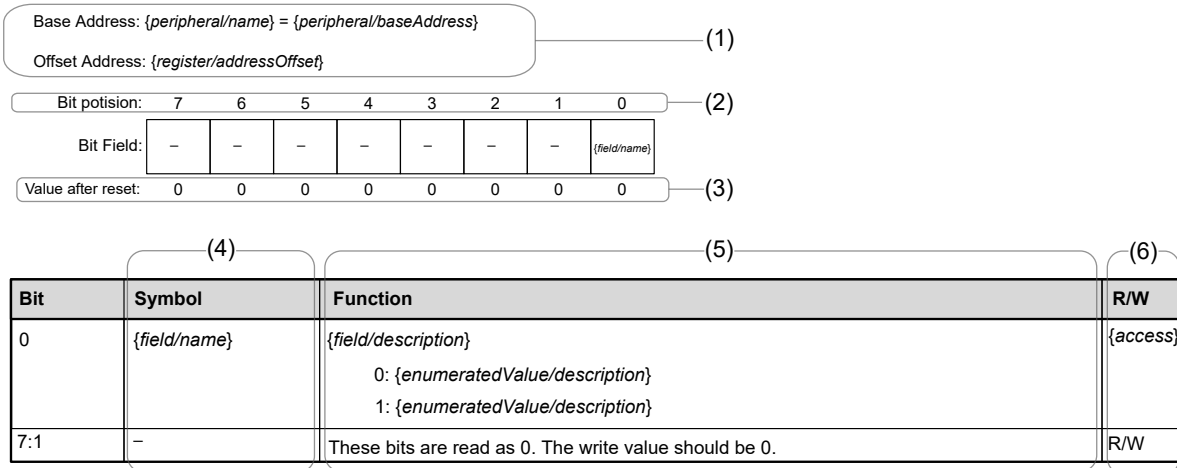 Base Address: {peripheral/name} = {peripheral/baseAddress}
(1)
Offset Address: {register/addressOffset}
Bit potision: 7 6 5 4 3 2 1 0 (2)
Bit Field: – – – – – – – {field/name}
Value after reset: 0 0 0 0 0 0 0 0 (3)
(4) (5) (6)
Bit Symbol Function R/W
0 {field/name} {field/description} {access}
0: {enumeratedValue/description}
1: {enumeratedValue/description}
7:1 – These bits are read as 0. The write value should be 0. R/W